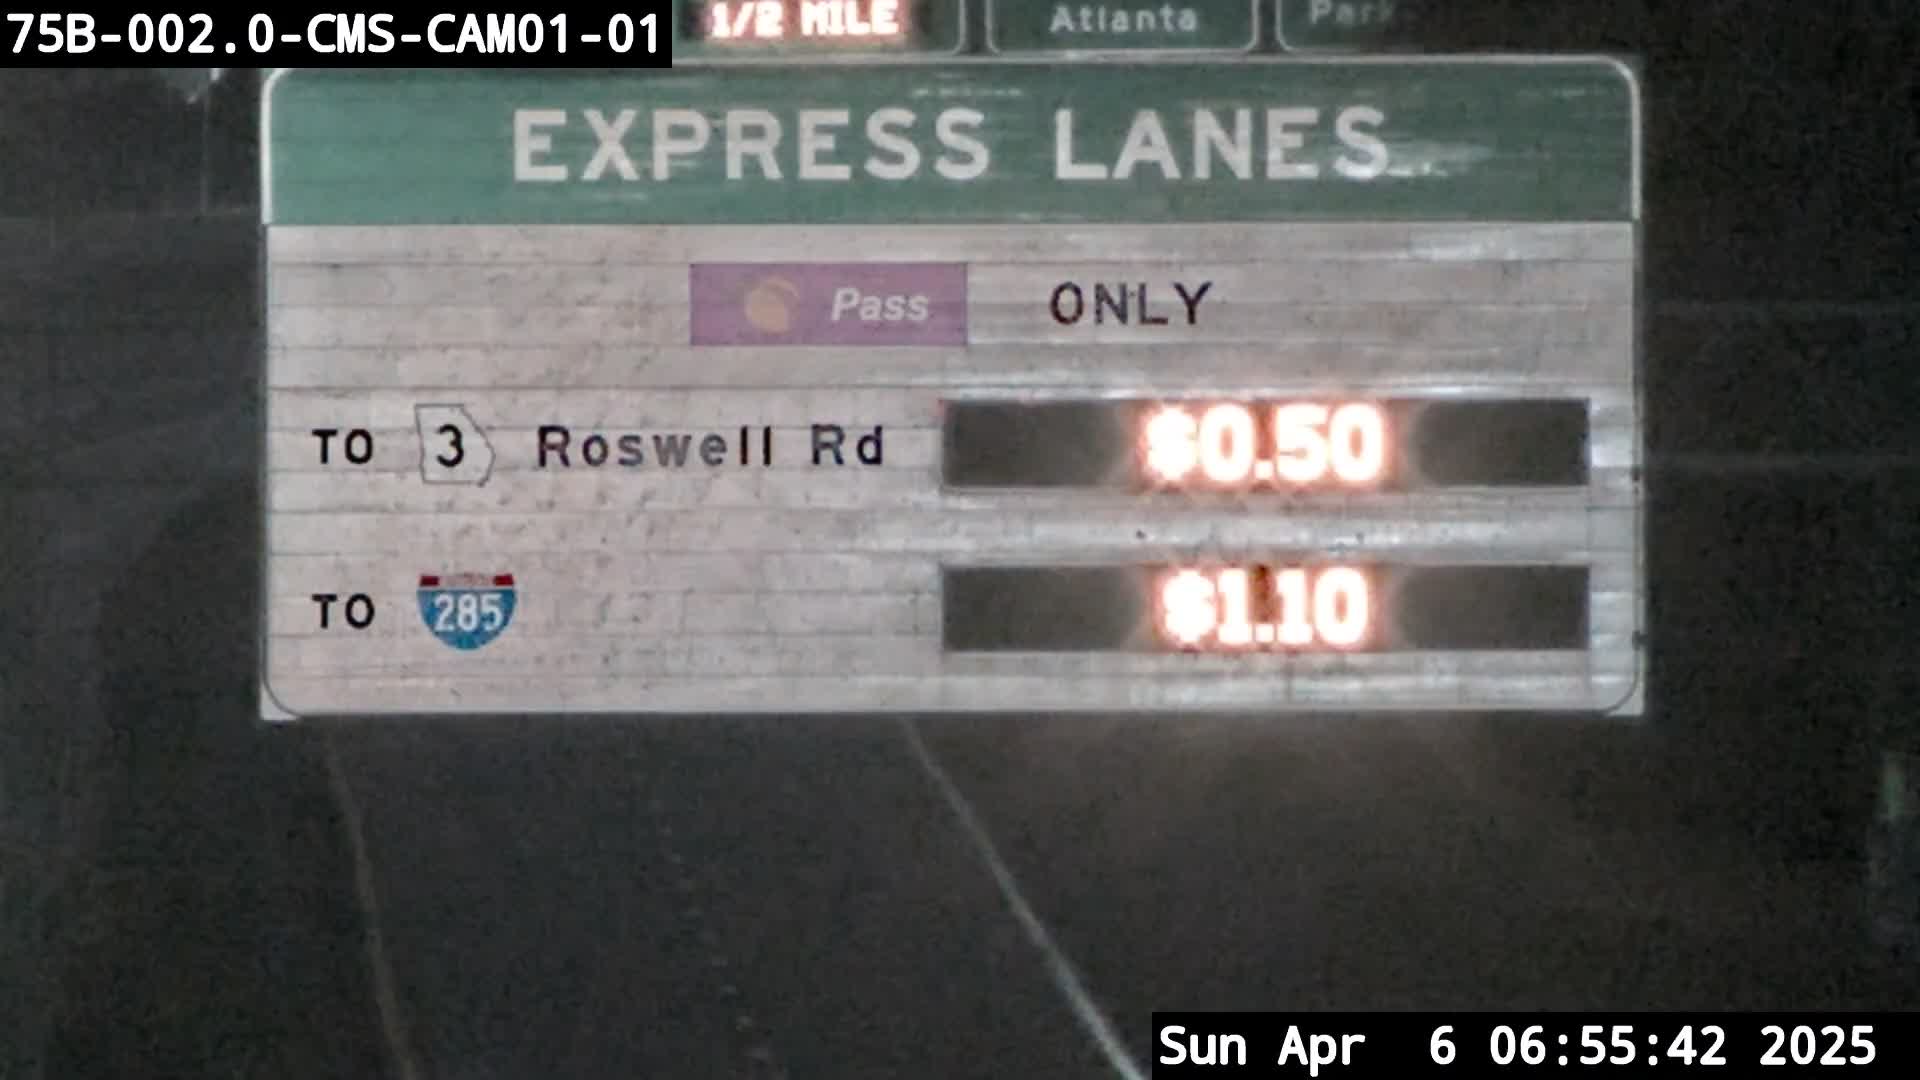 75B-002.0-CMS-CAM01-01
1/2 MILE
Atlanta
Park
EXPRESS LANES
Pass ONLY
TO 3 Roswell Rd $0.50
TO 285 $1.10
Sun Apr 6 06:55:42 2025